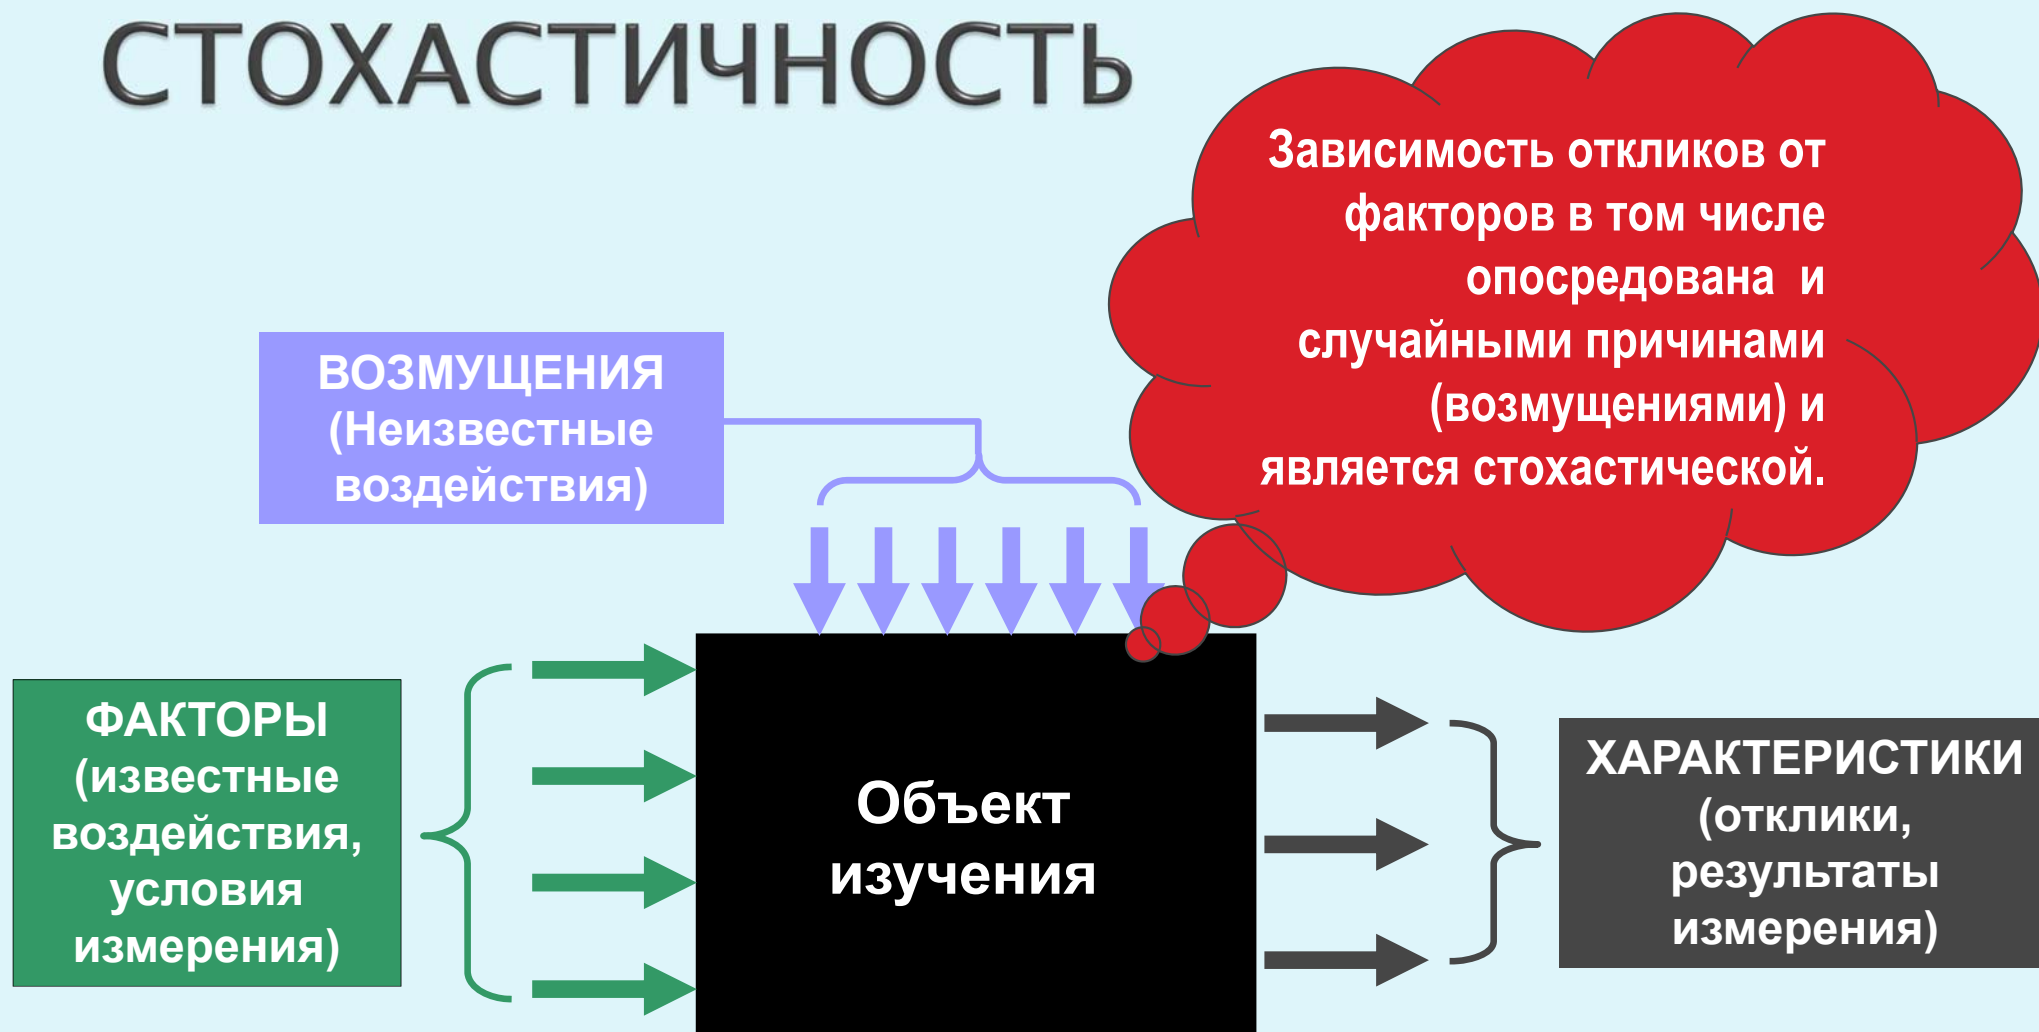 СТОХАСТИЧНОСТЬ
Зависимость откликов от
факторов в том числе
опосредована и
случайными причинами
(возмущениями) и
является стохастической.
ВОЗМУЩЕНИЯ
(Неизвестные
воздействия)
ФАКТОРЫ
(известные
воздействия,
условия
измерения)
Объект
изучения
ХАРАКТЕРИСТИКИ
(отклики,
результаты
измерения)